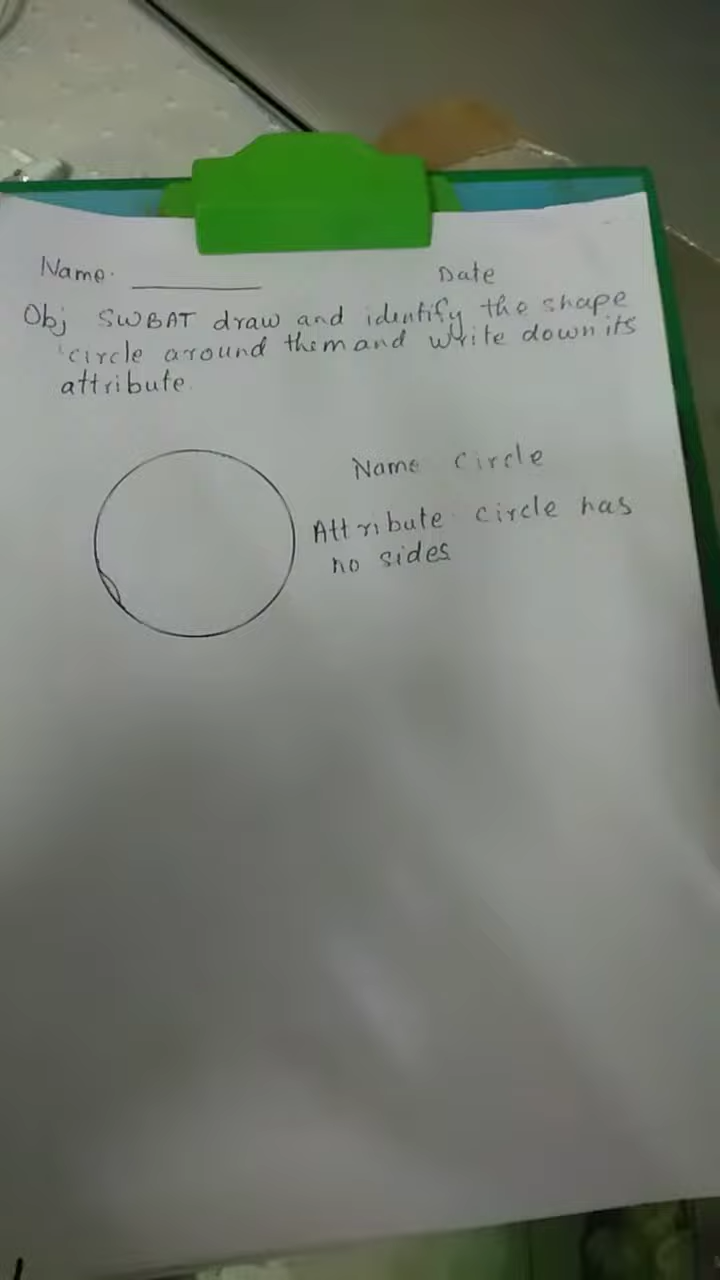 Name. ________ Date
Obj SWBAT draw and identify the shape
'circle around them and write down its
attribute.
Name Circle
Attribute circle has
no sides